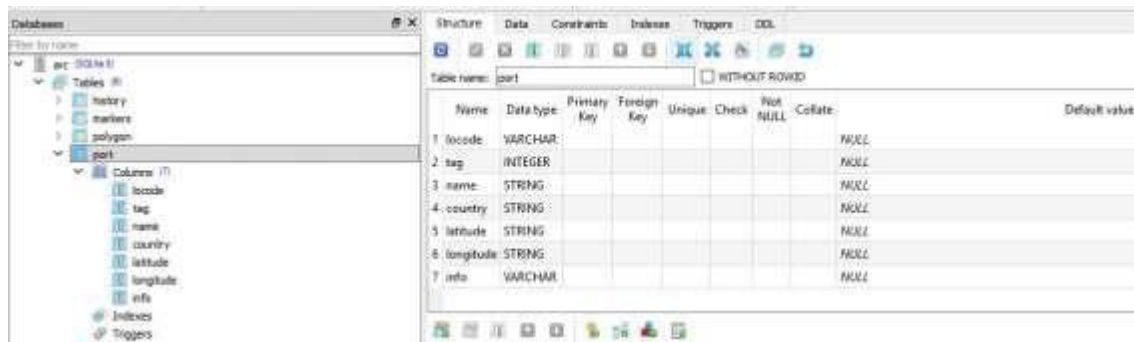 Databases
Filter by name
arc (SQLite 3)
Tables
history
markers
polygon
port
Columns (7)
locode
tag
name
country
latitude
longitude
info
Indexes
Triggers
Structure Data Constraints Indexes Triggers DDL
Table name: port WITHOUT ROWID
Name Data type Primary Key Foreign Key Unique Check Not NULL Collate Default value
1 locode VARCHAR NULL
2 tag INTEGER NULL
3 name STRING NULL
4 country STRING NULL
5 latitude STRING NULL
6 longitude STRING NULL
7 info VARCHAR NULL